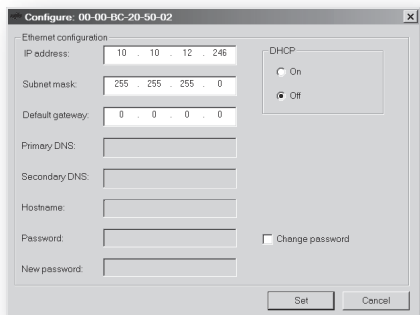 Configure: 00-00-BC-20-50-02
Ethernet configuration
IP address: 10 . 10 . 12 . 246
DHCP
On
Subnet mask: 255 . 255 . 255 . 0
Off
Default gateway: 0 . 0 . 0 . 0
Primary DNS:
Secondary DNS:
Hostname:
Password:
Change password
New password:
Set
Cancel